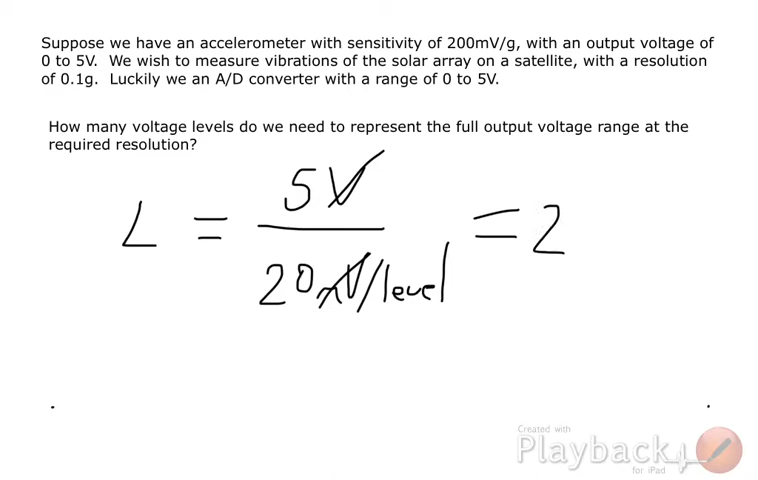 Suppose we have an accelerometer with sensitivity of 200mV/g, with an output voltage of
0 to 5V. We wish to measure vibrations of the solar array on a satellite, with a resolution
of 0.1g. Luckily we an A/D converter with a range of 0 to 5V.
How many voltage levels do we need to represent the full output voltage range at the
required resolution?
5V
L = = 2
20mV/level
Created with
Playback
for iPad